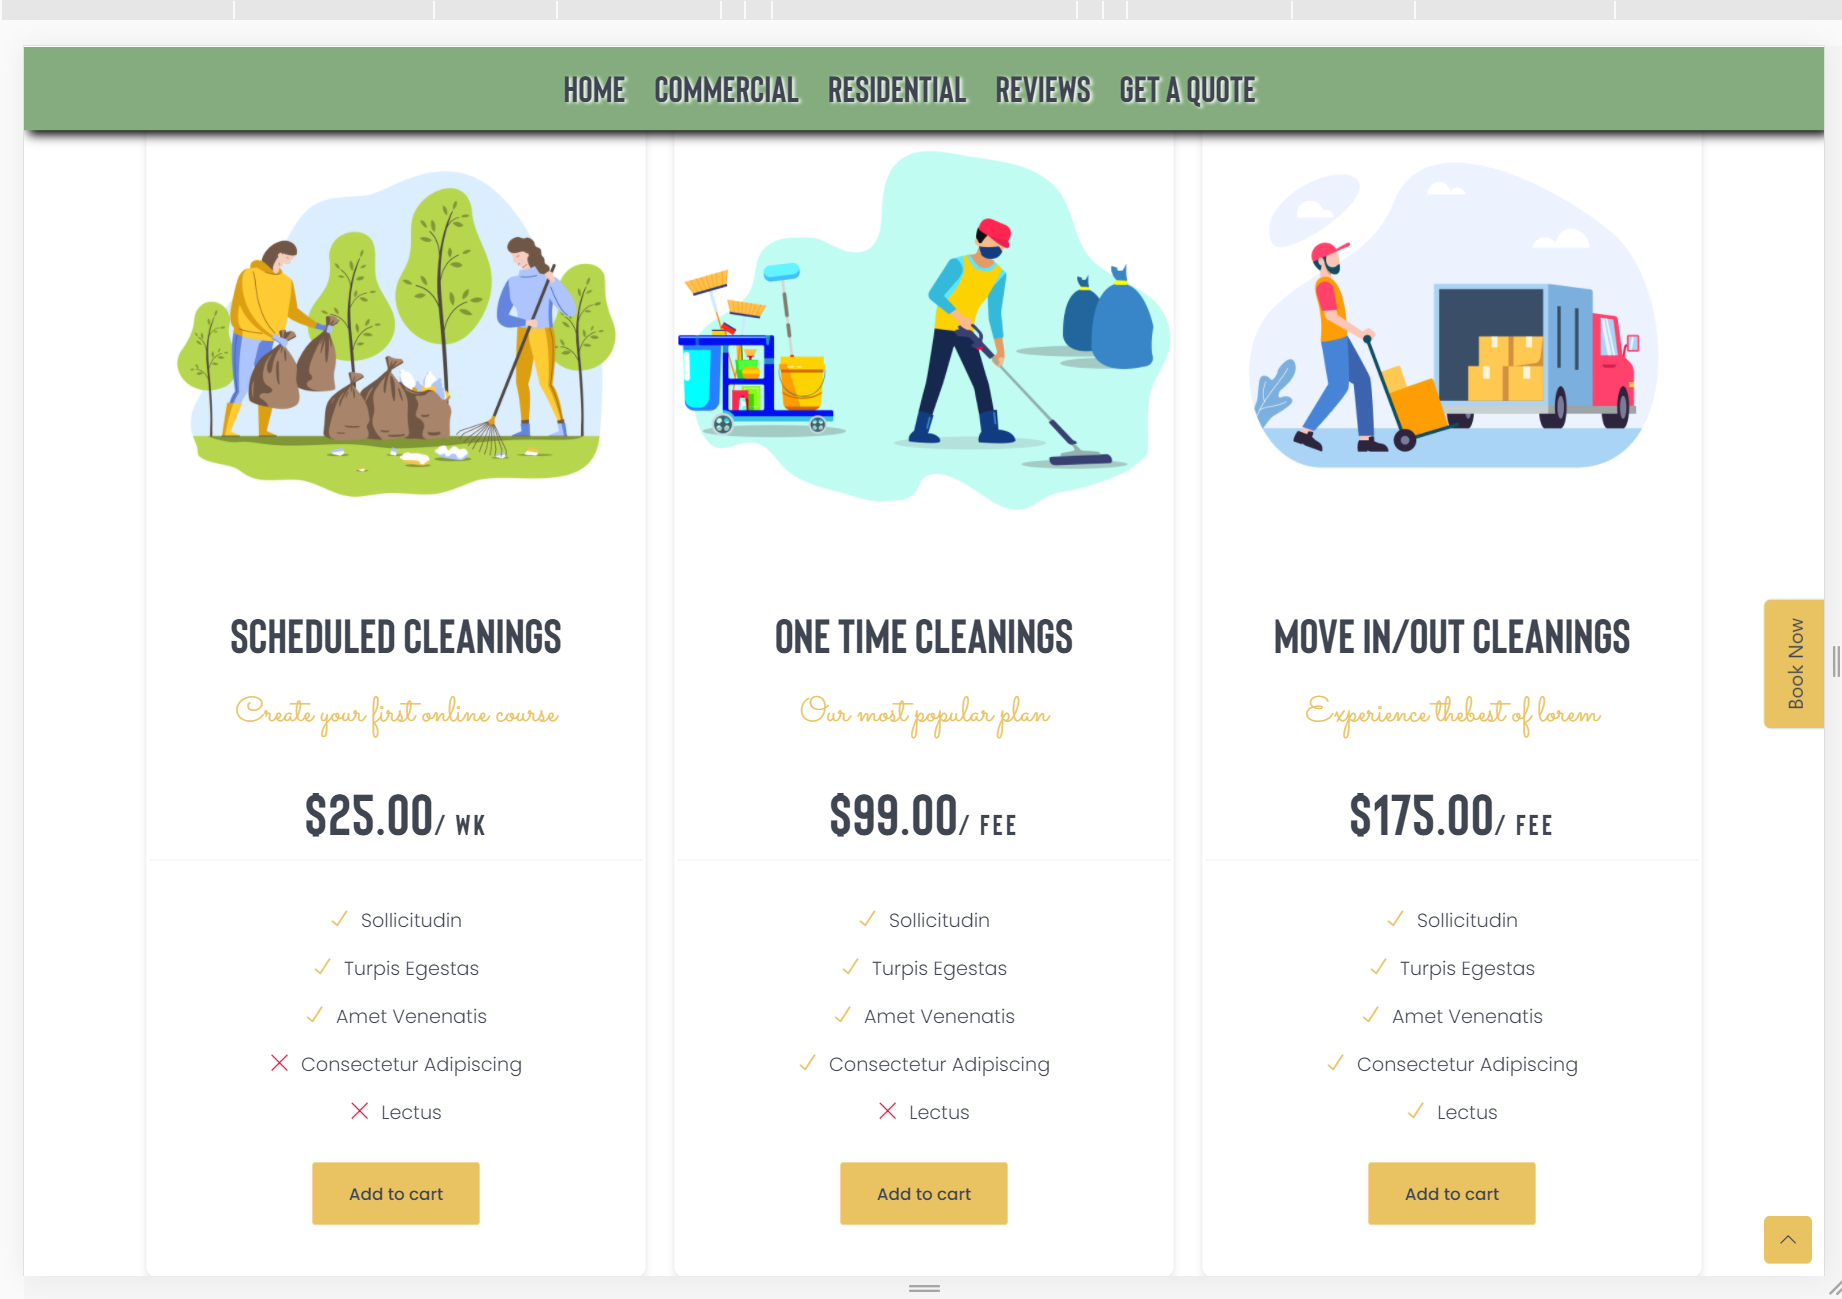 HOME COMMERCIAL RESIDENTIAL REVIEWS GET A QUOTE
SCHEDULED CLEANINGS
Create your first online course
$25.00/ WK
Sollicitudin
Turpis Egestas
Amet Venenatis
Consectetur Adipiscing
Lectus
Add to cart
ONE TIME CLEANINGS
Our most popular plan
$99.00/ FEE
Sollicitudin
Turpis Egestas
Amet Venenatis
Consectetur Adipiscing
Lectus
Add to cart
MOVE IN/OUT CLEANINGS
Experience thebest of lorem
$175.00/ FEE
Sollicitudin
Turpis Egestas
Amet Venenatis
Consectetur Adipiscing
Lectus
Add to cart
Book Now